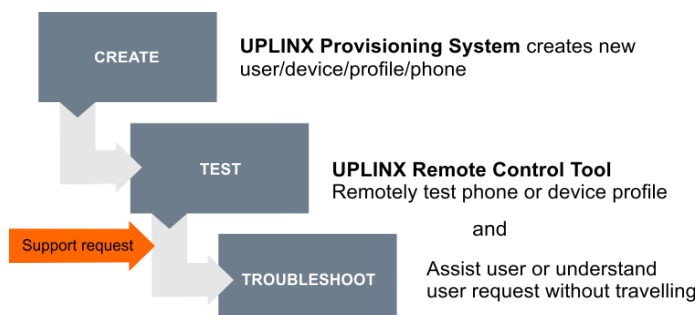 CREATE
UPLINX Provisioning System creates new
user/device/profile/phone
TEST
UPLINX Remote Control Tool
Remotely test phone or device profile
and
Support request
TROUBLESHOOT
Assist user or understand
user request without travelling